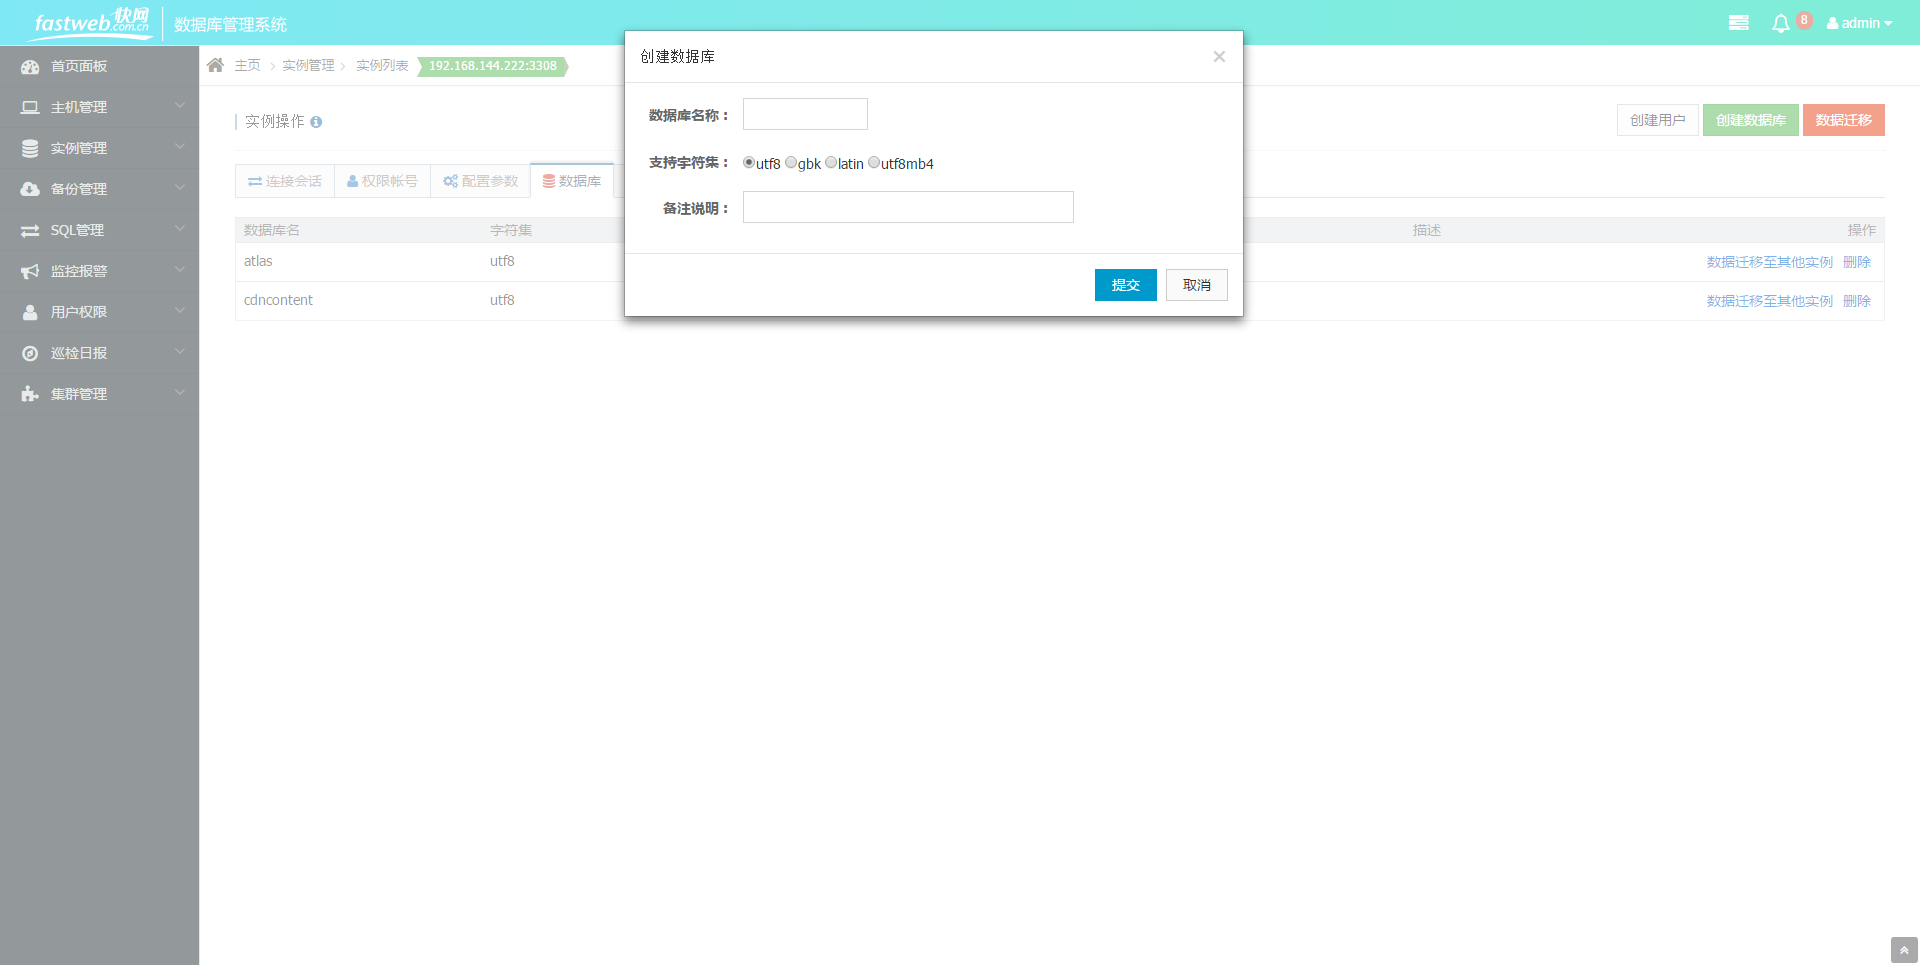 fastweb快网
.com.cn
数据库管理系统
8
admin
首页面板
主机管理
实例管理
备份管理
SQL管理
监控报警
用户权限
巡检日报
集群管理
主页
实例管理
实例列表
192.168.144.222:3308
实例操作
创建用户
创建数据库
数据迁移
连接会话
权限帐号
配置参数
数据库
数据库名
字符集
描述
操作
atlas
utf8
数据迁移至其他实例 删除
cdncontent
utf8
数据迁移至其他实例 删除
创建数据库
×
数据库名称：
支持字符集：
utf8 gbk latin utf8mb4
备注说明：
提交
取消